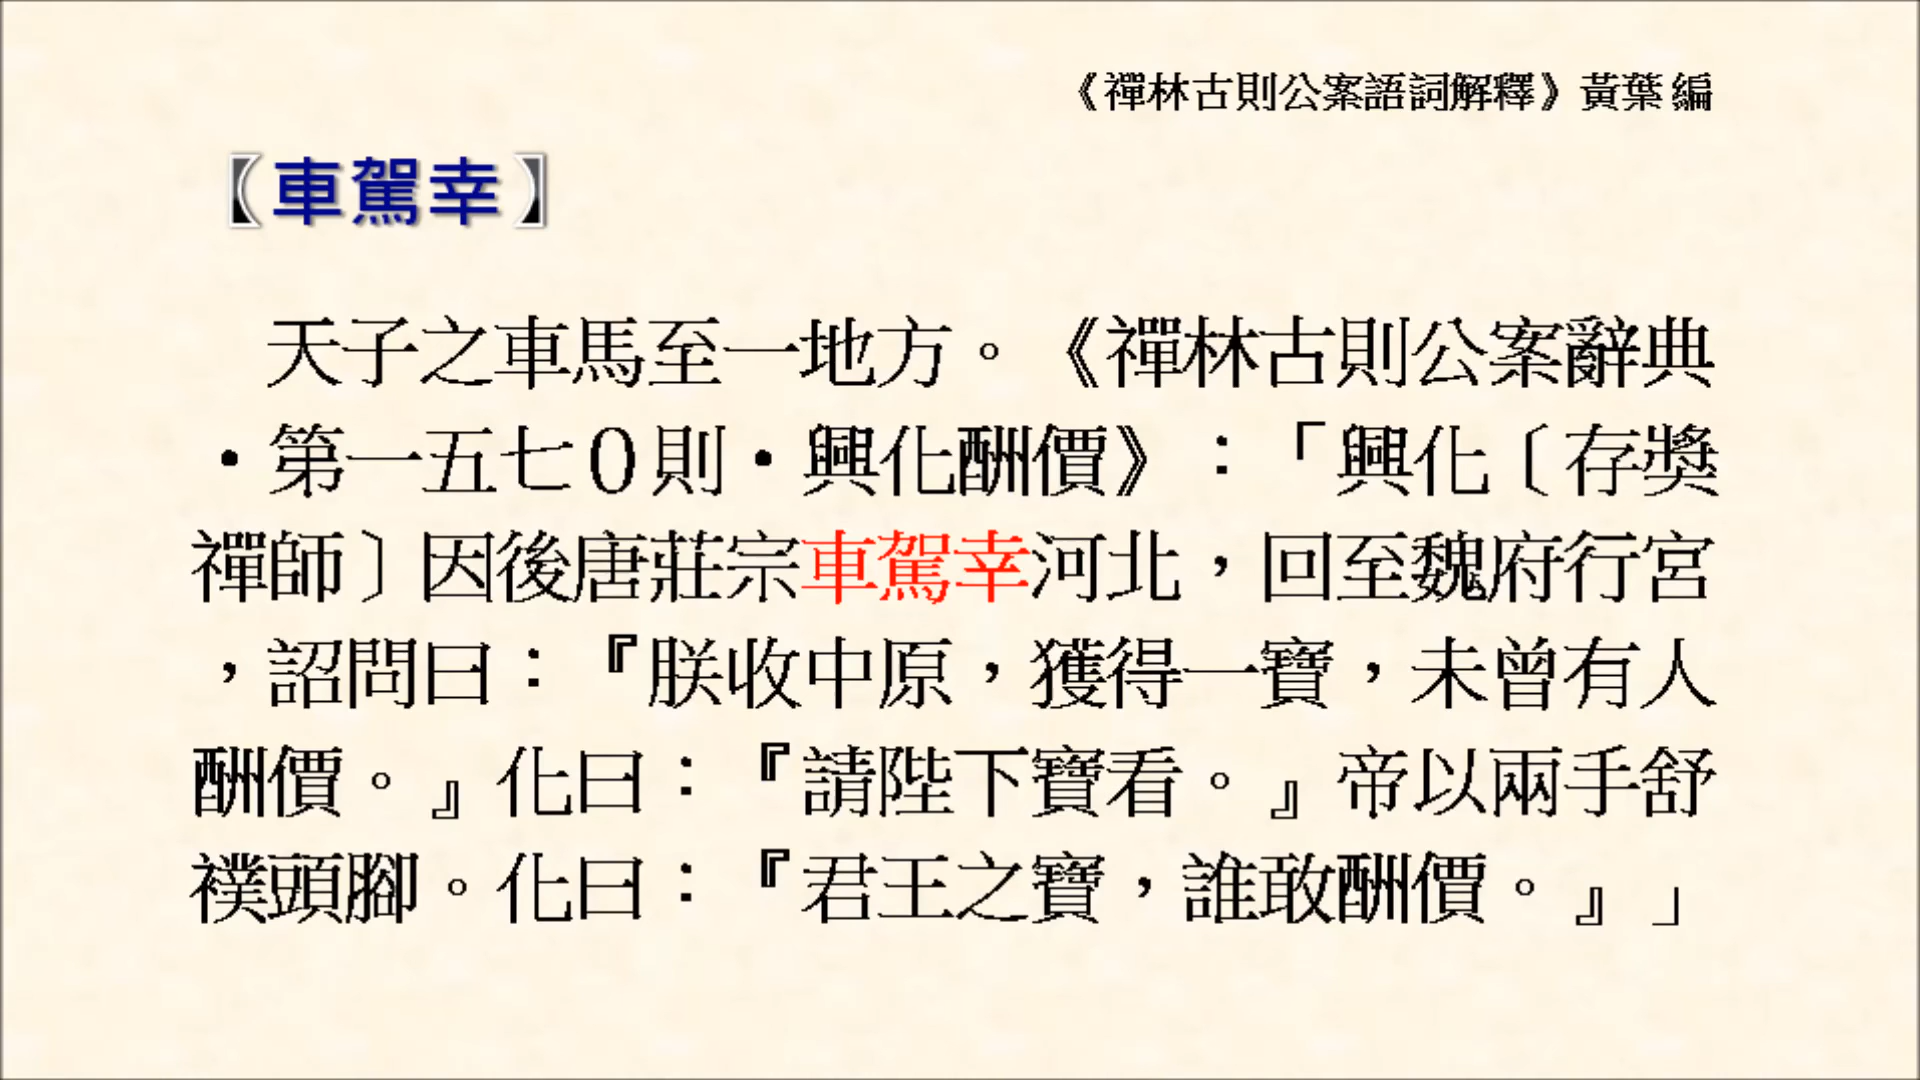 《禪林古則公案語詞解釋》黃葉 編
【車駕幸】
天子之車馬至一地方。《禪林古則公案辭典
・第一五七０則・興化酬價》：「興化〔存獎
禪師〕因後唐莊宗車駕幸河北，回至魏府行宮
，詔問曰：『朕收中原，獲得一寶，未曾有人
酬價。』化曰：『請陛下寶看。』帝以兩手舒
襆頭腳。化曰：『君王之寶，誰敢酬價。』」